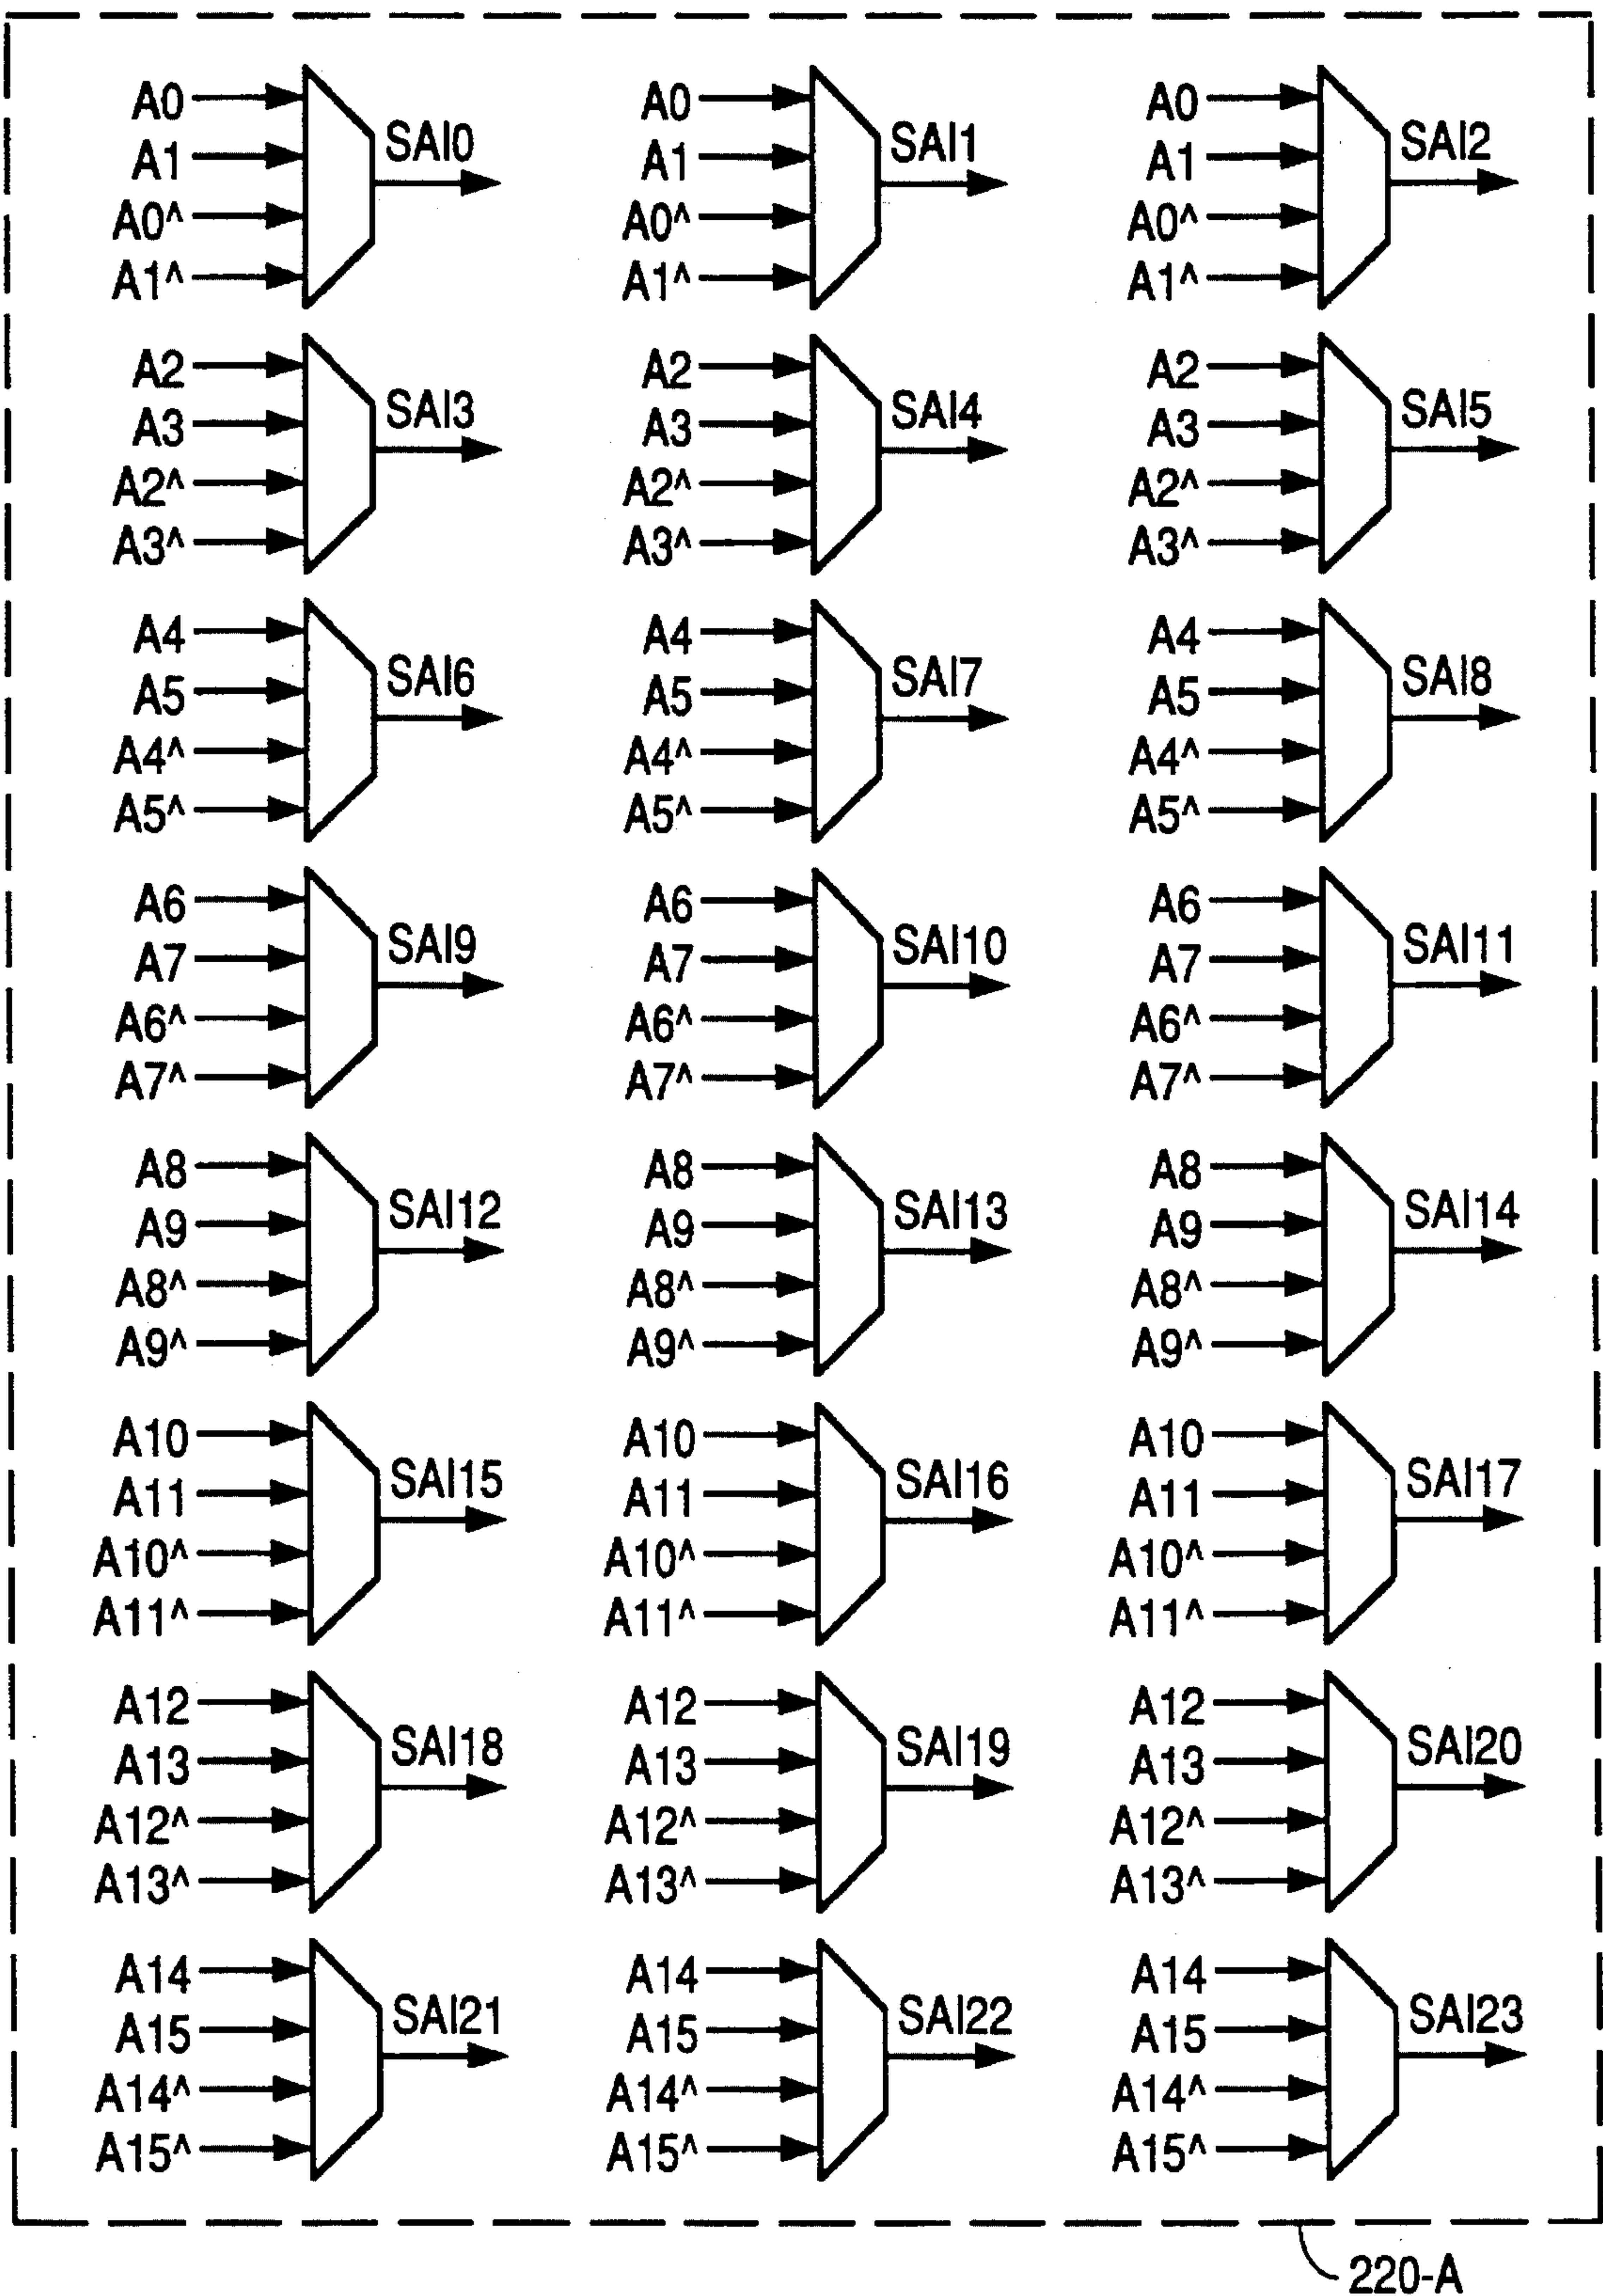 A0 A0 A0
SAI0 SAI1 SAI2
A1 A1 A1
A0^ A0^ A0^
A1^ A1^ A1^
A2 A2 A2
SAI3 SAI4 SAI5
A3 A3 A3
A2^ A2^ A2^
A3^ A3^ A3^
A4 A4 A4
SAI6 SAI7 SAI8
A5 A5 A5
A4^ A4^ A4^
A5^ A5^ A5^
A6 A6 A6
SAI9 SAI10 SAI11
A7 A7 A7
A6^ A6^ A6^
A7^ A7^ A7^
A8 A8 A8
SAI12 SAI13 SAI14
A9 A9 A9
A8^ A8^ A8^
A9^ A9^ A9^
A10 A10 A10
SAI15 SAI16 SAI17
A11 A11 A11
A10^ A10^ A10^
A11^ A11^ A11^
A12 A12 A12
SAI18 SAI19 SAI20
A13 A13 A13
A12^ A12^ A12^
A13^ A13^ A13^
A14 A14 A14
SAI21 SAI22 SAI23
A15 A15 A15
A14^ A14^ A14^
A15^ A15^ A15^
220-A